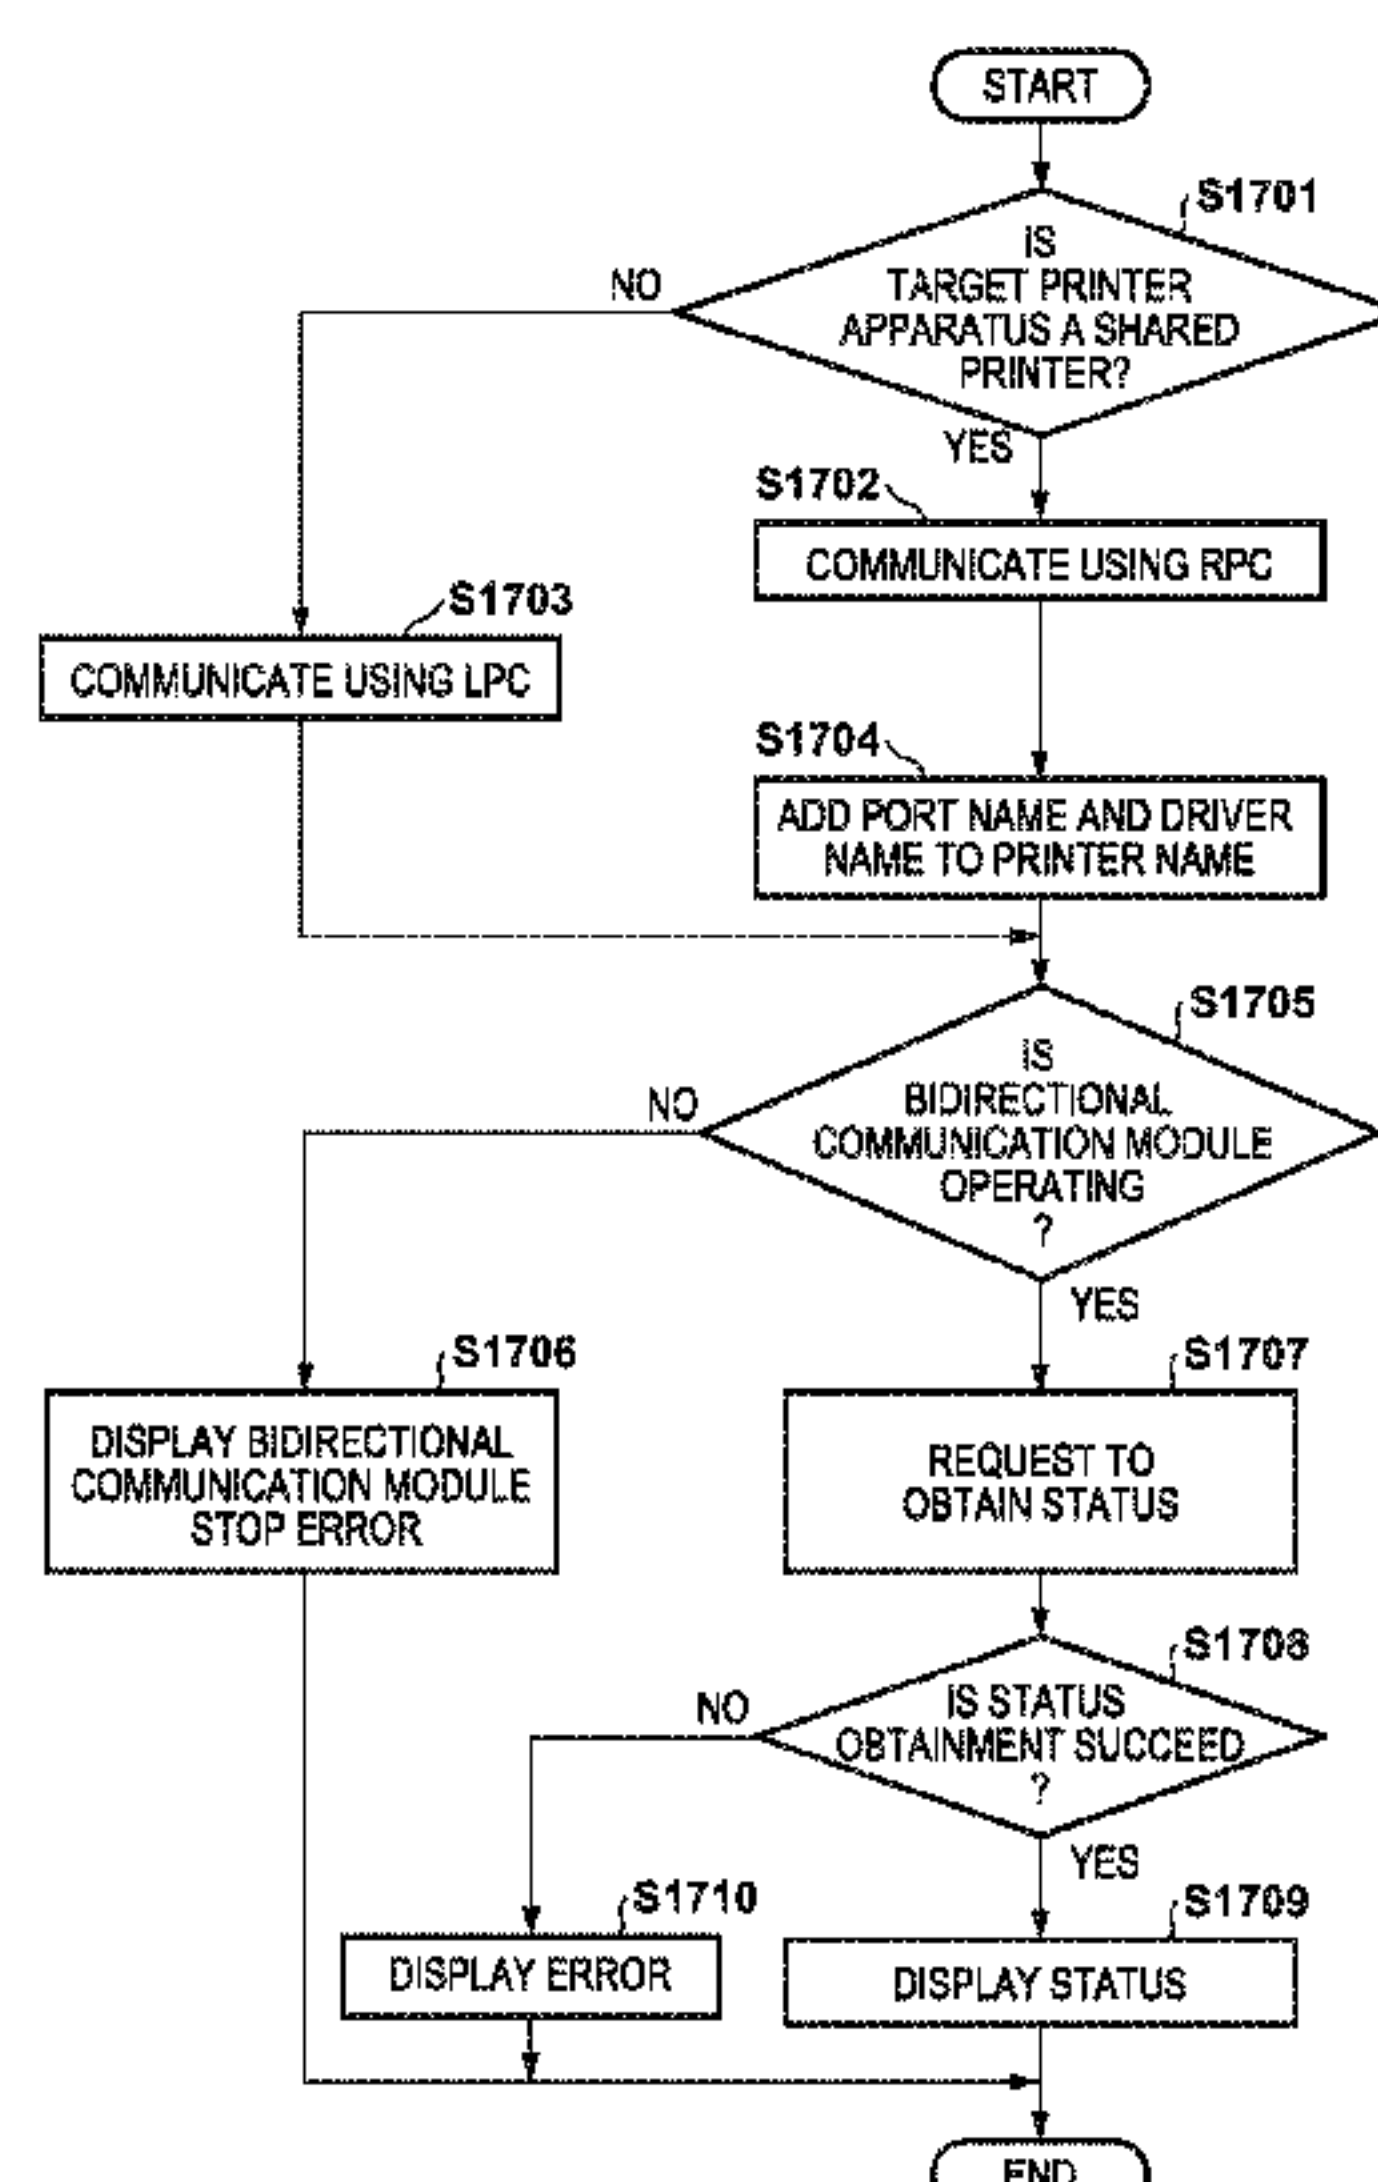 START
S1701
IS
TARGET PRINTER
APPARATUS A SHARED
PRINTER?
NO
YES
S1702
COMMUNICATE USING RPC
S1703
COMMUNICATE USING LPC
S1704
ADD PORT NAME AND DRIVER
NAME TO PRINTER NAME
S1705
IS
BIDIRECTIONAL
COMMUNICATION MODULE
OPERATING
?
NO
YES
S1706
DISPLAY BIDIRECTIONAL
COMMUNICATION MODULE
STOP ERROR
S1707
REQUEST TO
OBTAIN STATUS
S1708
IS STATUS
OBTAINMENT SUCCEED
?
NO
YES
S1710
DISPLAY ERROR
S1709
DISPLAY STATUS
END